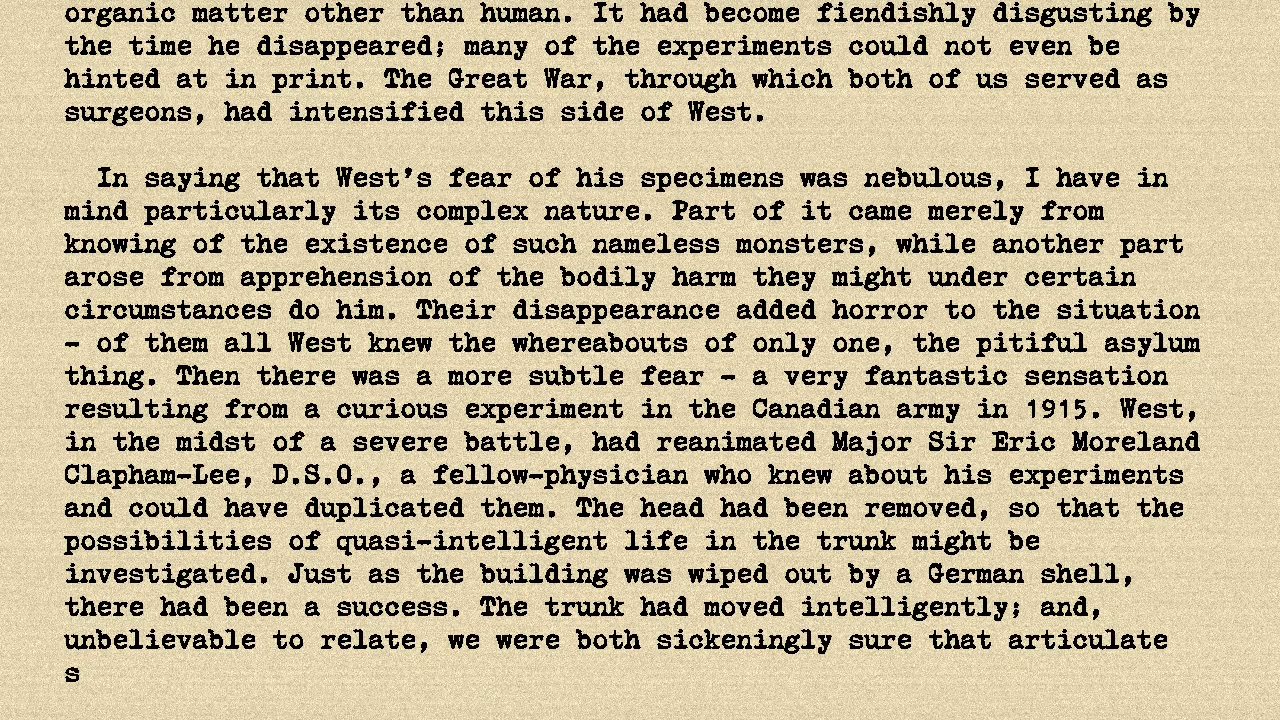 organic matter other than human. It had become fiendishly disgusting by
the time he disappeared; many of the experiments could not even be
hinted at in print. The Great War, through which both of us served as
surgeons, had intensified this side of West.
In saying that West's fear of his specimens was nebulous, I have in
mind particularly its complex nature. Part of it came merely from
knowing of the existence of such nameless monsters, while another part
arose from apprehension of the bodily harm they might under certain
circumstances do him. Their disappearance added horror to the situation
– of them all West knew the whereabouts of only one, the pitiful asylum
thing. Then there was a more subtle fear – a very fantastic sensation
resulting from a curious experiment in the Canadian army in 1915. West,
in the midst of a severe battle, had reanimated Major Sir Eric Moreland
Clapham-Lee, D.S.O., a fellow-physician who knew about his experiments
and could have duplicated them. The head had been removed, so that the
possibilities of quasi-intelligent life in the trunk might be
investigated. Just as the building was wiped out by a German shell,
there had been a success. The trunk had moved intelligently; and,
unbelievable to relate, we were both sickeningly sure that articulate
s